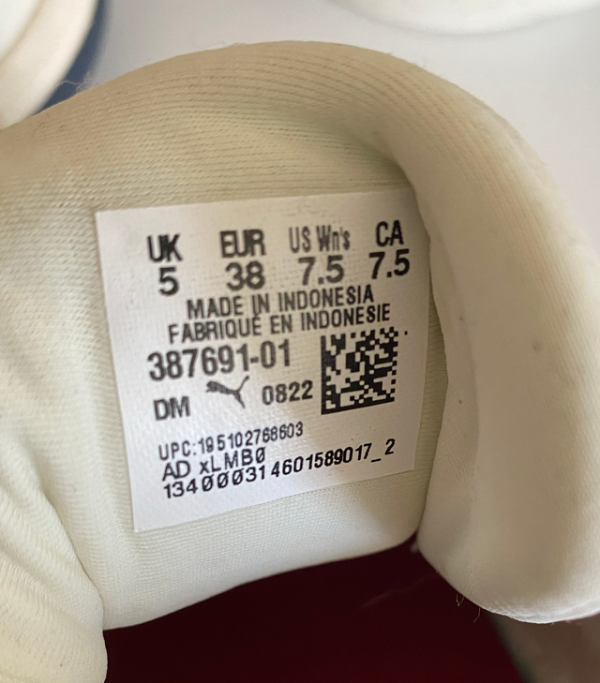 UK EUR US Wn's CA
5 38 7.5 7.5
MADE IN INDONESIA
FABRIQUÉ EN INDONESIE
387691-01
DM 0822
UPC:195102768603
AD xLMBØ
134000314601589017_2